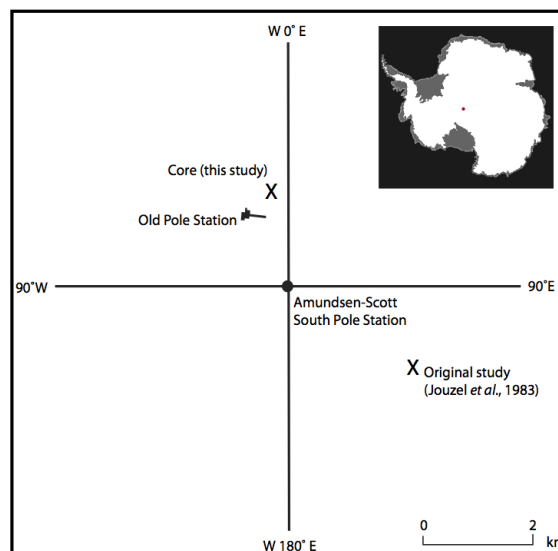 W 0° E
Core (this study)
X
Old Pole Station
90°W
90°E
Amundsen-Scott
South Pole Station
X
Original study
(Jouzel et al., 1983)
0
2
km
W 180° E